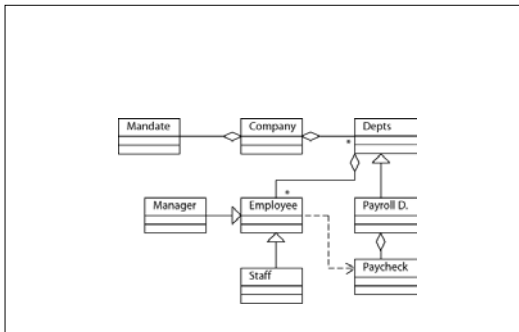 Mandate
Company
Depts
*
*
Manager
Employee
Payroll D.
Staff
Paycheck